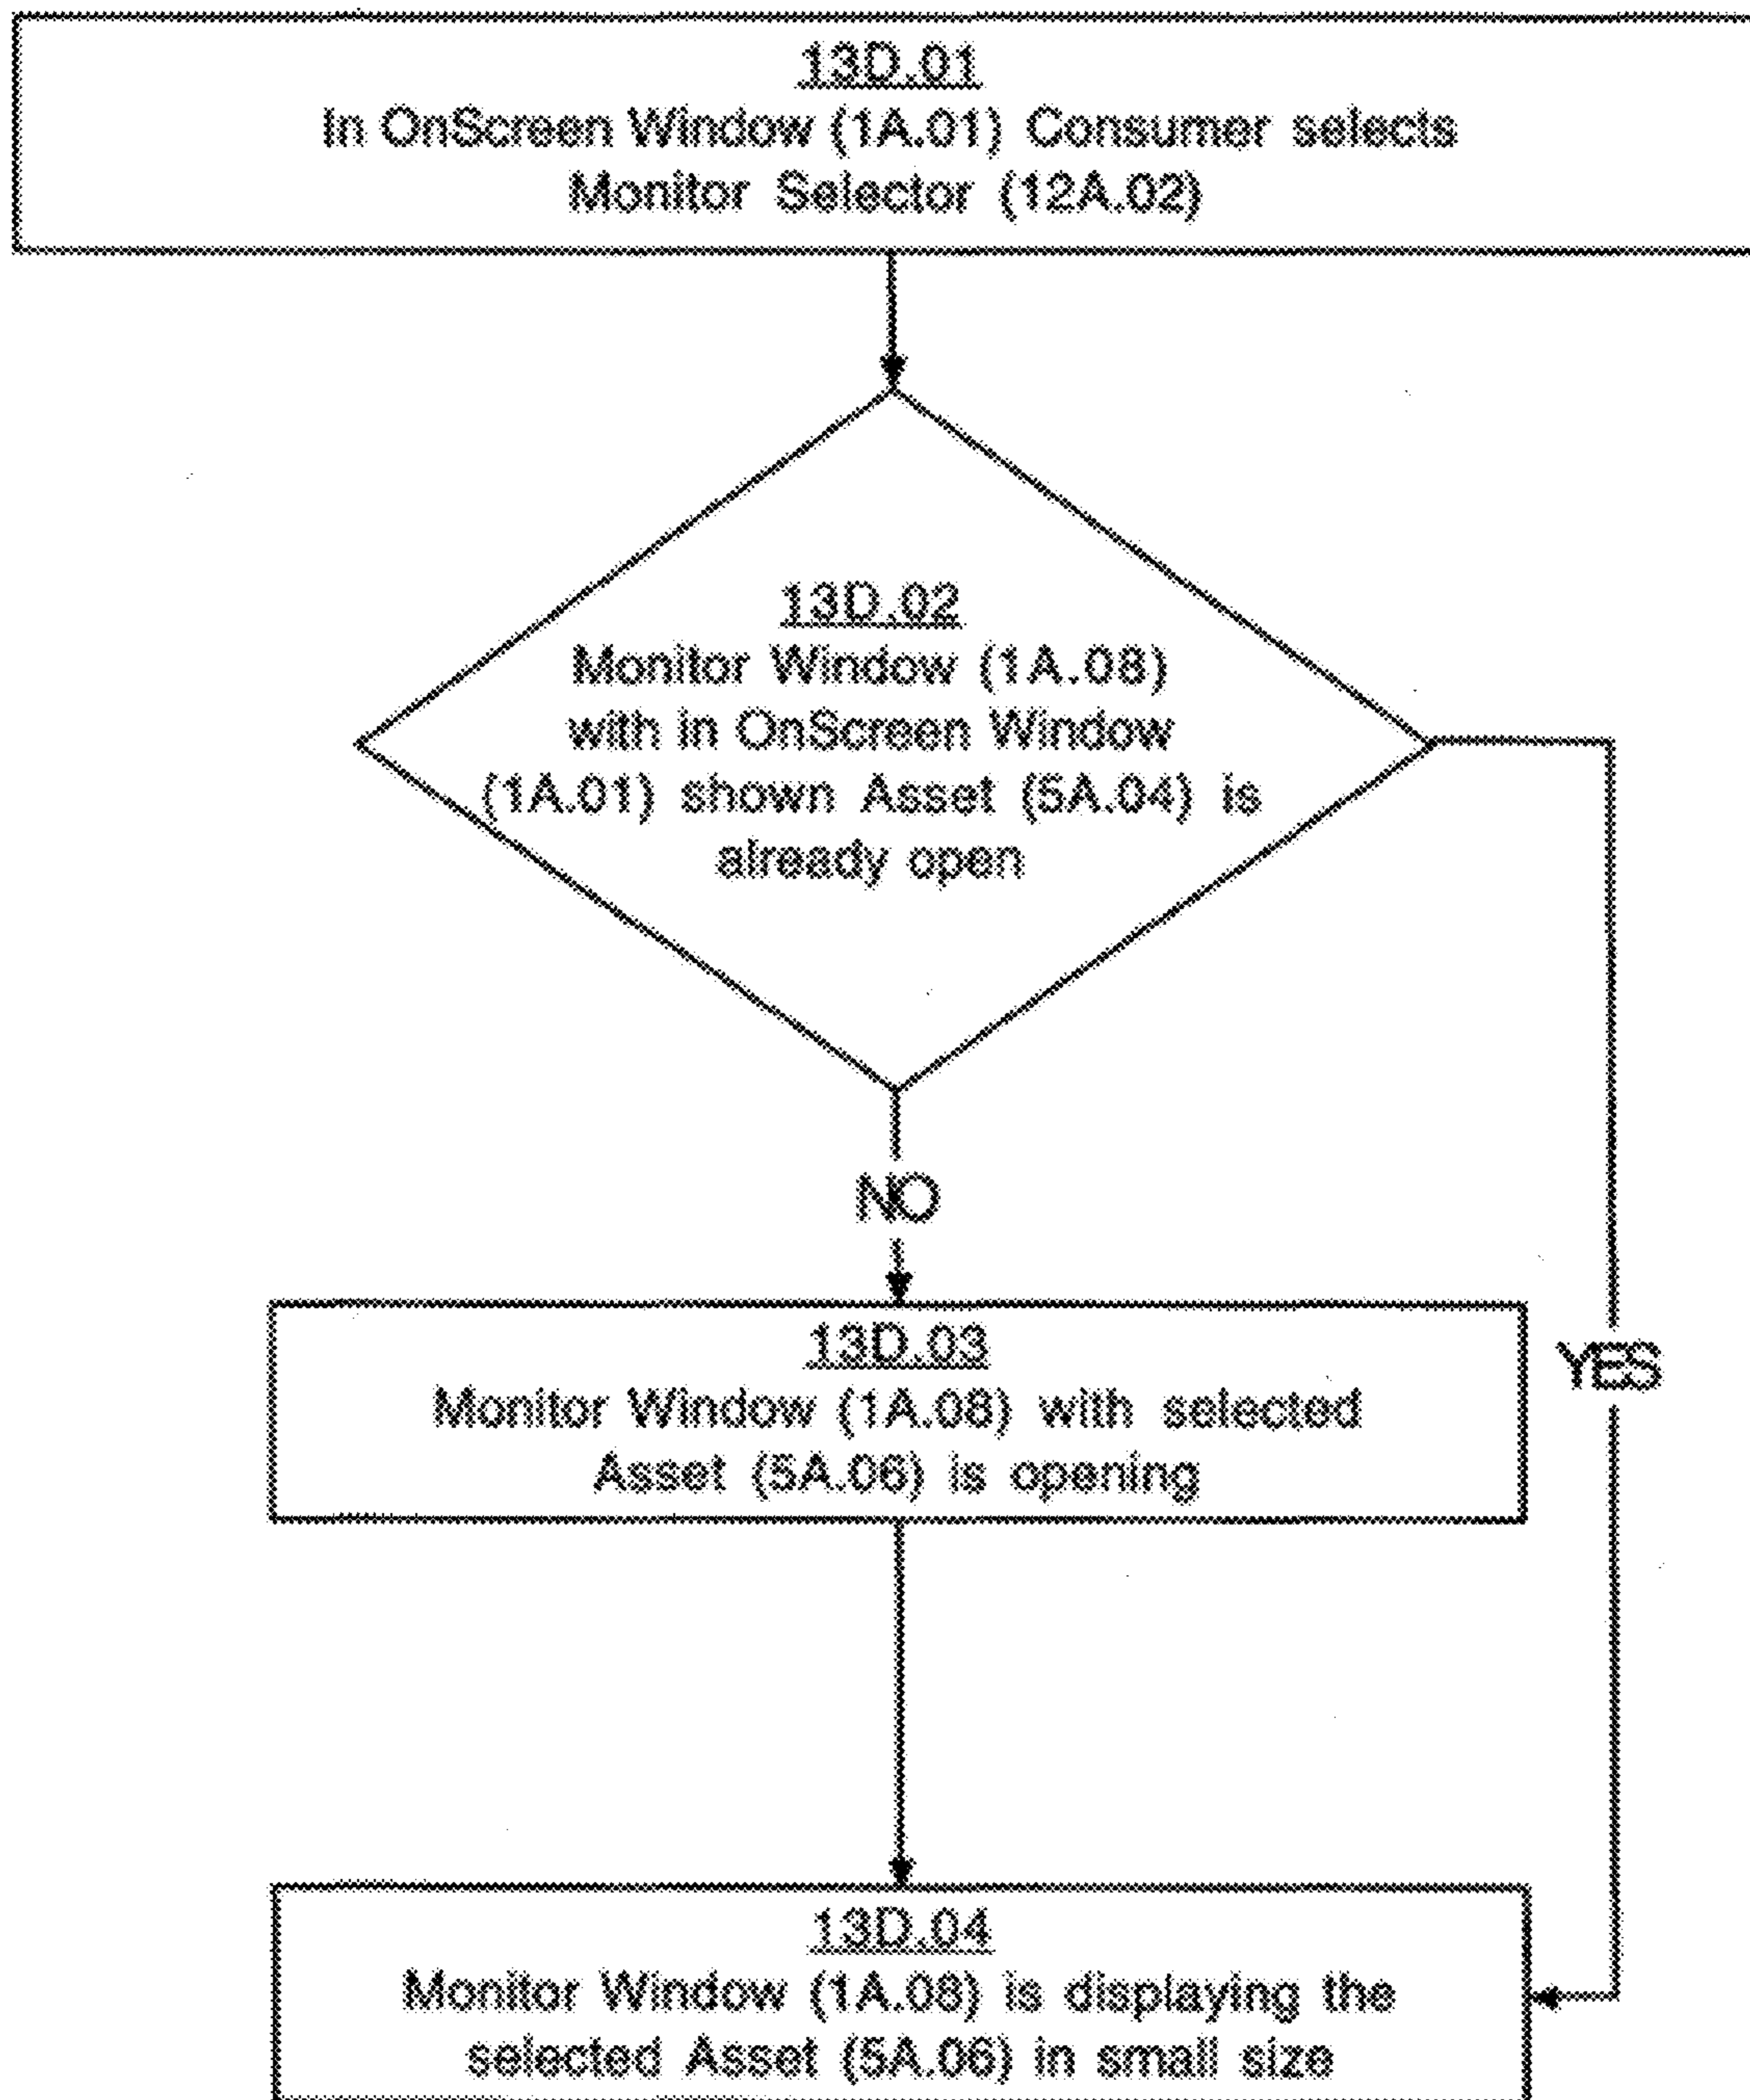 13D.01
In OnScreen Window (1A.01) Consumer selects
Monitor Selector (12A.02)
13D.02
Monitor Window (1A.08)
with in OnScreen Window
(1A.01) shown Asset (5A.04) is
already open
NO
13D.03
Monitor Window (1A.08) with selected
Asset (5A.06) is opening
YES
13D.04
Monitor Window (1A.08) is displaying the
selected Asset (5A.06) in small size